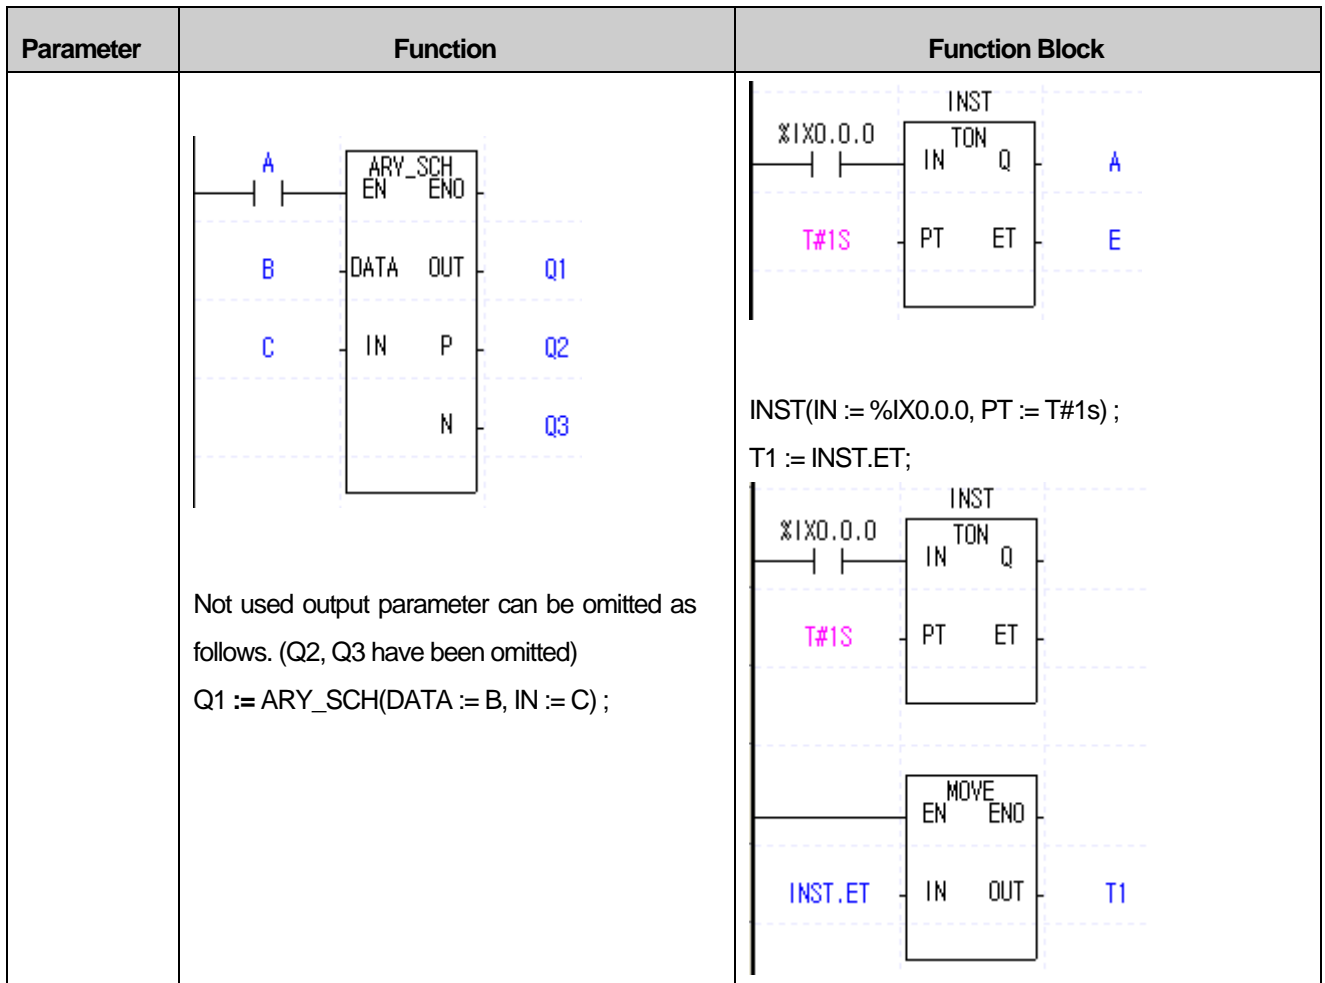 Parameter
Function
Function Block
A
ARY_SCH
EN ENO
B DATA OUT Q1
C IN P Q2
N Q3
Not used output parameter can be omitted as
follows. (Q2, Q3 have been omitted)
Q1 := ARY_SCH(DATA := B, IN := C) ;
INST
%IX0.0.0 TON
IN Q A
T#1S PT ET E
INST(IN := %IX0.0.0, PT := T#1s) ;
T1 := INST.ET;
INST
%IX0.0.0 TON
IN Q
T#1S PT ET
MOVE
EN ENO
INST.ET IN OUT T1